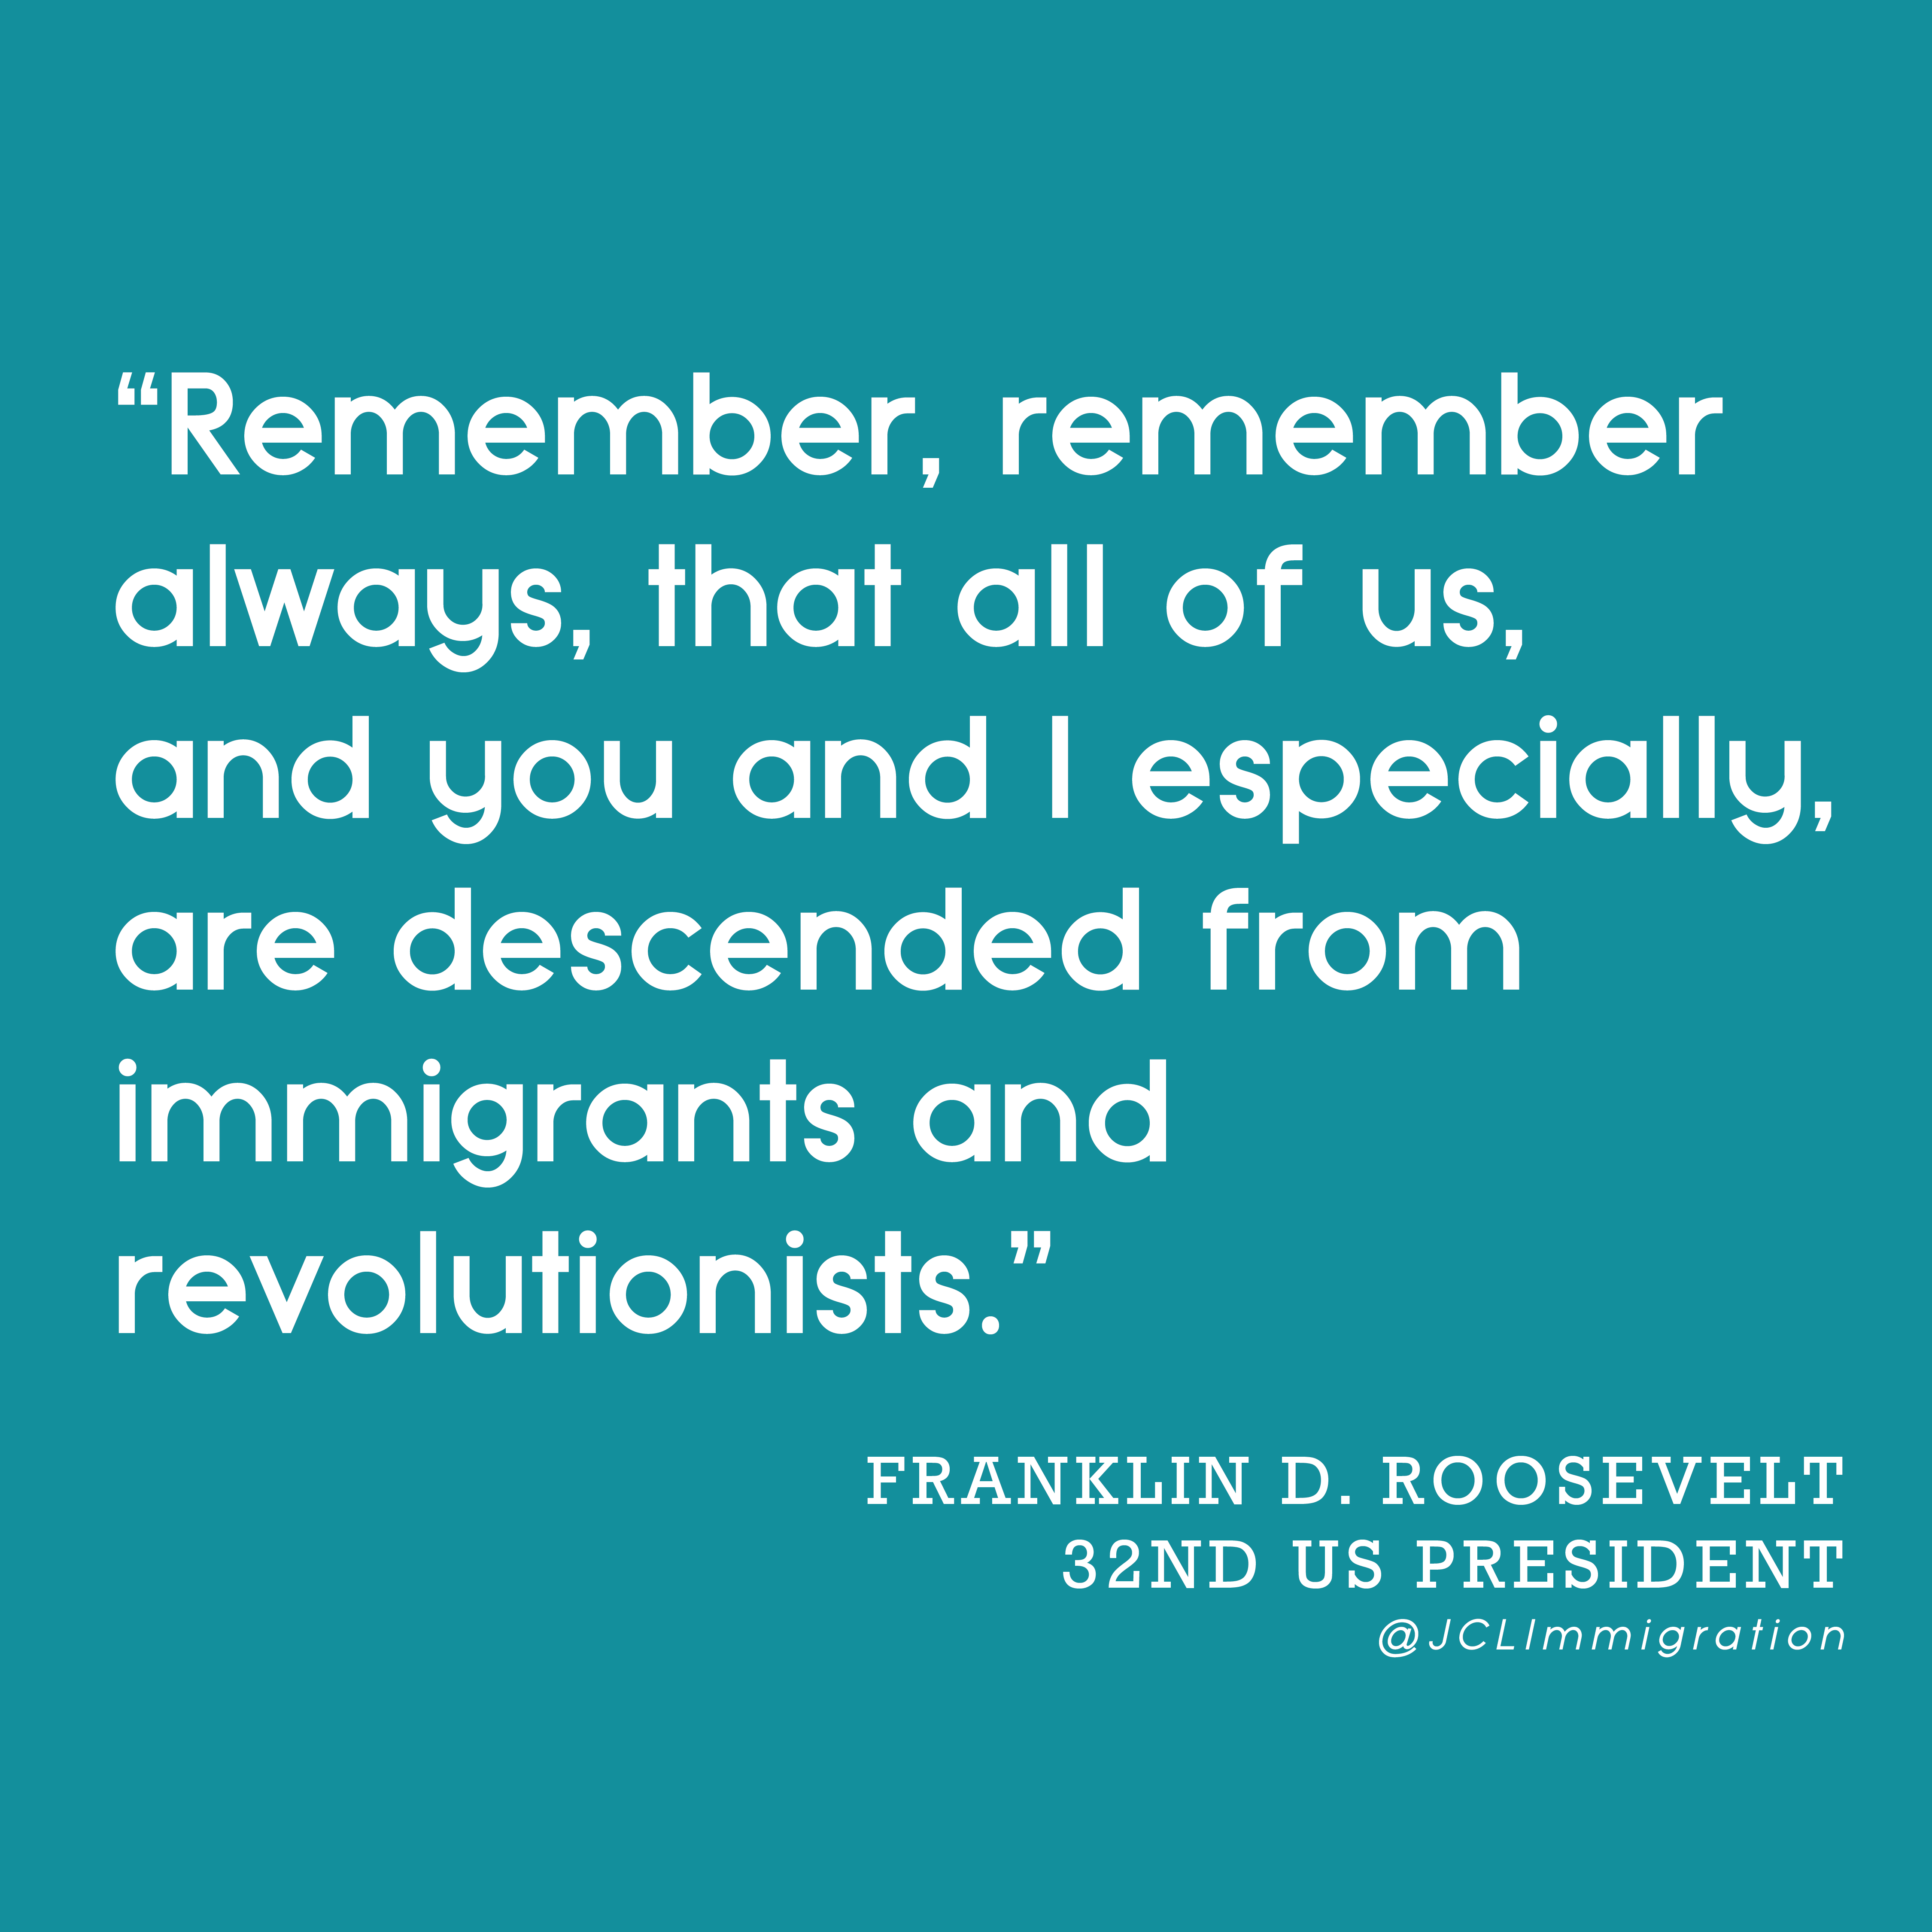 “Remember, remember
always, that all of us,
and you and I especially,
are descended from
immigrants and
revolutionists.”
FRANKLIN D. ROOSEVELT
32ND US PRESIDENT
@JCLImmigration